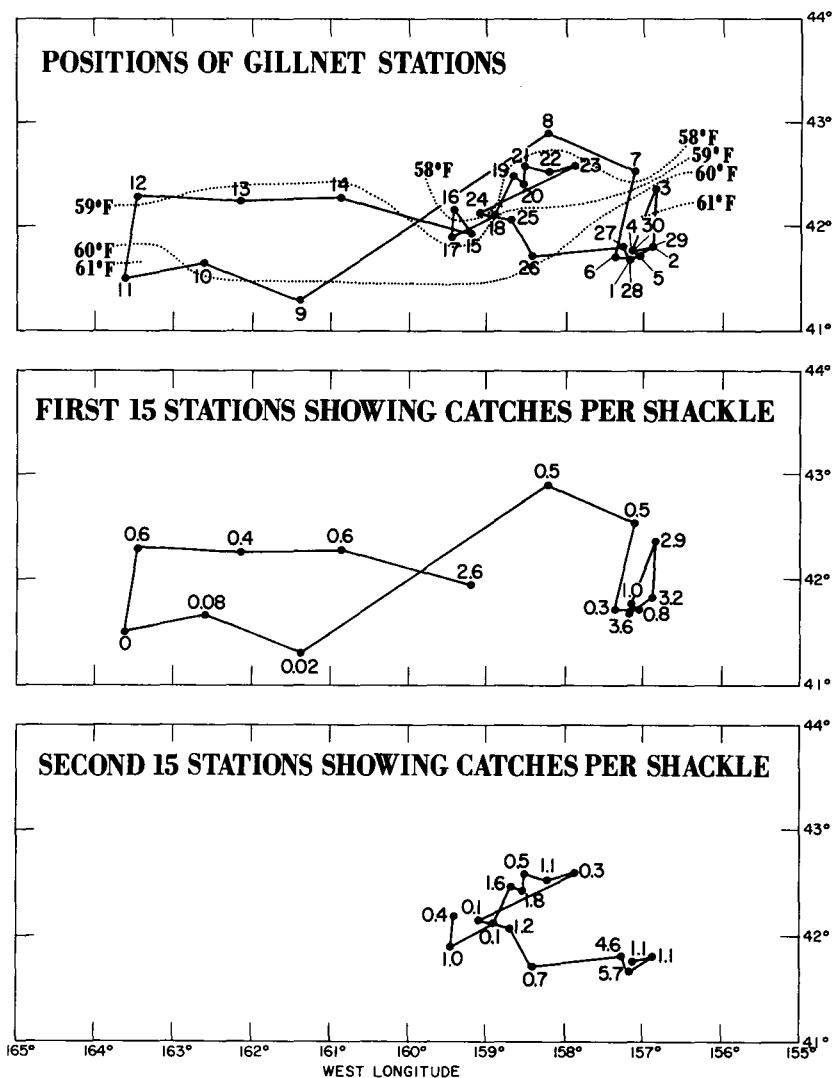 44°
POSITIONS OF GILLNET STATIONS
8
43°
21 22 23
7
58°F
59°F
58°F
19
60°F
12 13 14
16 24 20
3
61°F
59°F
25
18
17 15
42°
27 4 30 29
60°F
26
61°F
10
6 5 2
11
1 28
9
41°
44°
FIRST 15 STATIONS SHOWING CATCHES PER SHACKLE
43°
0.5
0.5
0.6 0.4 0.6
2.9
2.6
42°
1.0
0.08
0.3 3.2
0 3.6 0.8
0.02
41°
44°
SECOND 15 STATIONS SHOWING CATCHES PER SHACKLE
43°
0.5 1.1 0.3
1.6
1.8
0.4 0.1
0.1 1.2
42°
1.0
4.6 1.1 1.1
0.7 5.7
41°
165° 164° 163° 162° 161° 160° 159° 158° 157° 156° 155°
WEST LONGITUDE